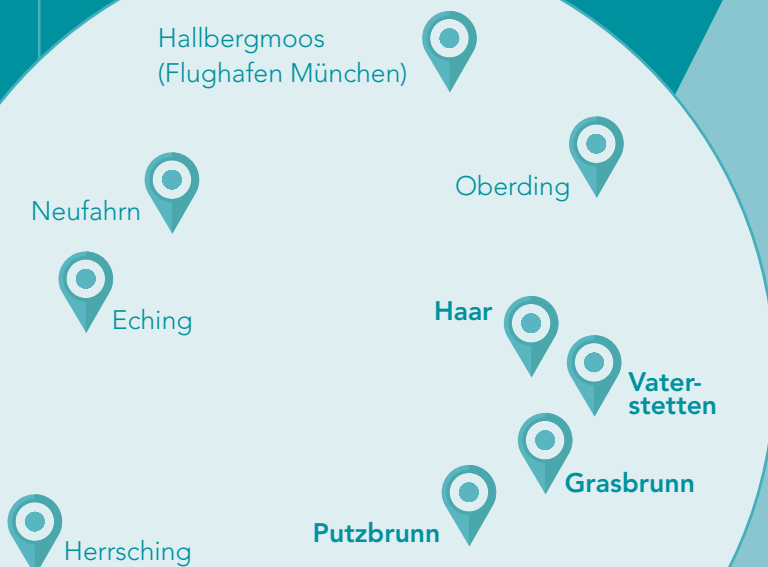 Hallbergmoos
(Flughafen München)
Oberding
Neufahrn
Eching
Haar
Vater-
stetten
Grasbrunn
Putzbrunn
Herrsching